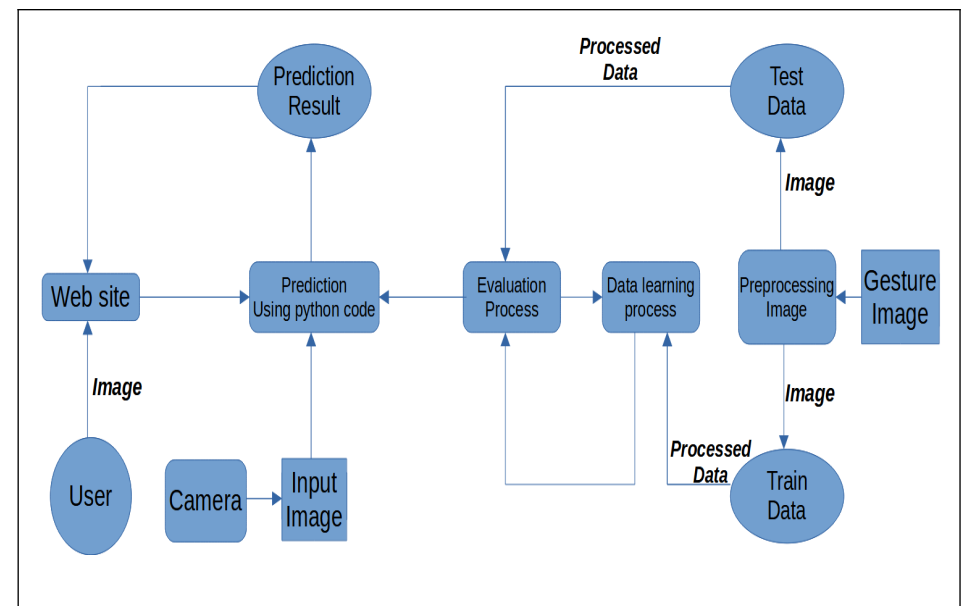 Processed
Data
Prediction
Result
Test
Data
Image
Web site
Prediction
Using python code
Evaluation
Process
Data learning
process
Preprocessing
Image
Gesture
Image
Image
Image
Processed
Data
User
Camera
Input
Image
Train
Data